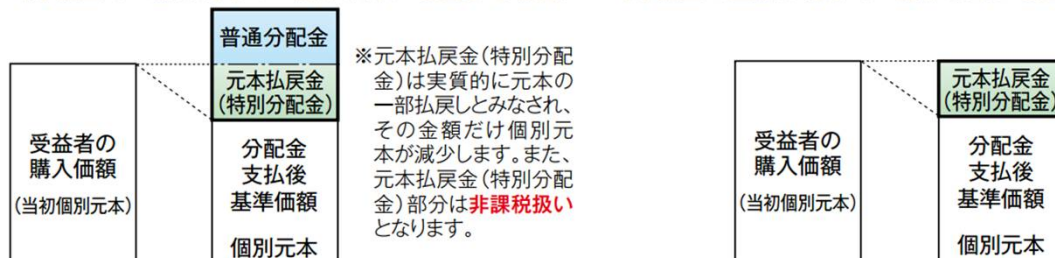 普通分配金
元本払戻金
(特別分配金)
受益者の
購入価額
(当初個別元本)
分配金
支払後
基準価額
個別元本
※元本払戻金(特別分配
金)は実質的に元本の
一部払戻しとみなされ、
その金額だけ個別元
本が減少します。また、
元本払戻金(特別分配
金)部分は非課税扱い
となります。
受益者の
購入価額
(当初個別元本)
元本払戻金
(特別分配金)
分配金
支払後
基準価額
個別元本